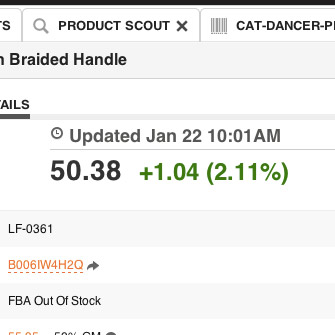 TS PRODUCT SCOUT × CAT-DANCER-P
n Braided Handle
AILS
Updated Jan 22 10:01AM
50.38 +1.04 (2.11%)
LF-0361
B006IW4H2Q
FBA Out Of Stock